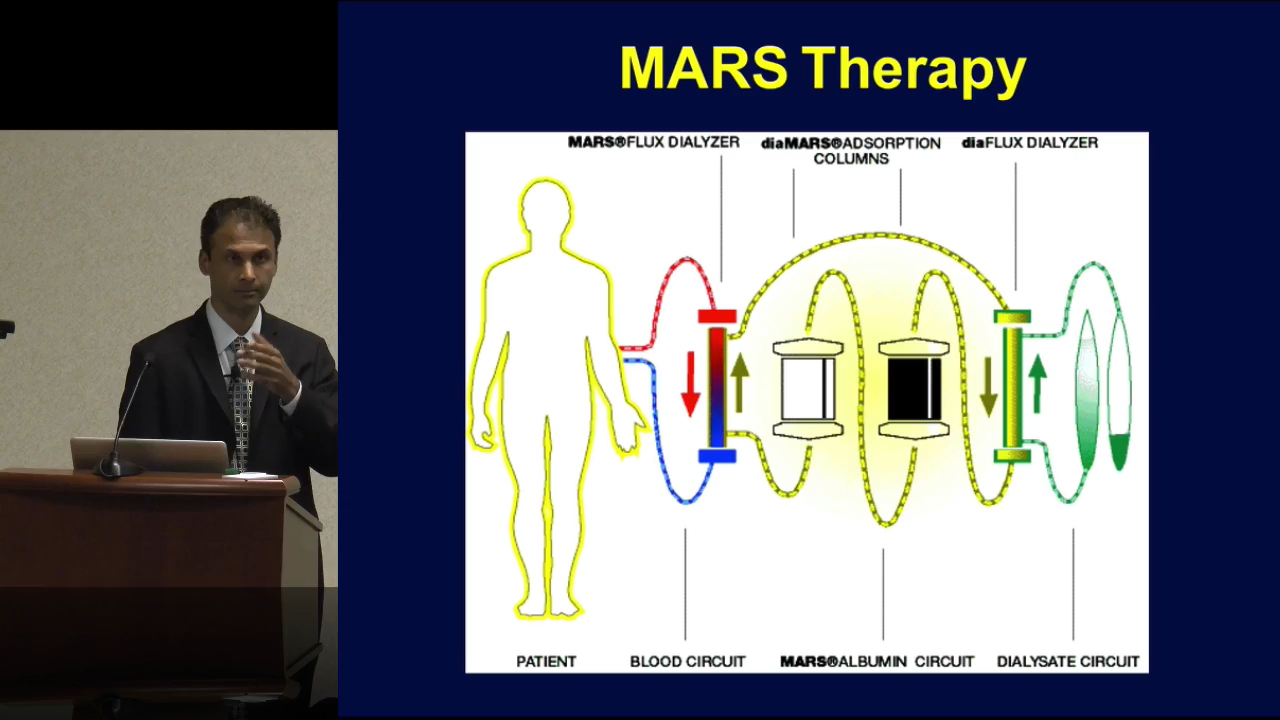 MARS Therapy
MARS®FLUX DIALYZER
diaMARS®ADSORPTION
COLUMNS
diaFLUX DIALYZER
PATIENT
BLOOD CIRCUIT
MARS®ALBUMIN CIRCUIT
DIALYSATE CIRCUIT